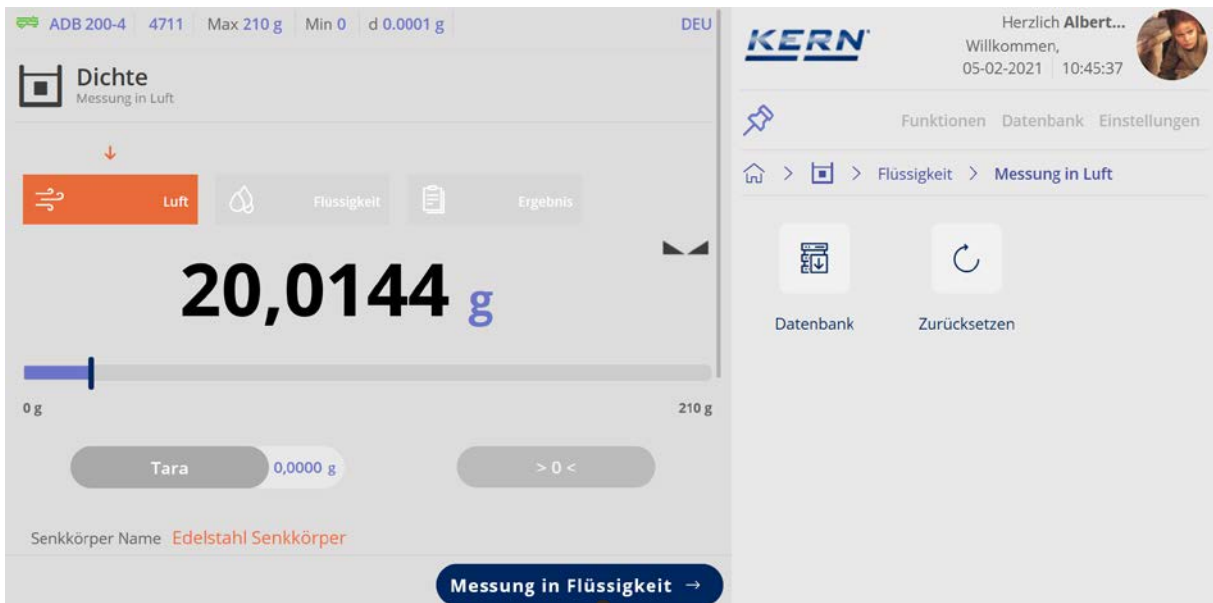 ADB 200-4 4711 Max 210 g Min 0 d 0.0001 g DEU
Dichte
Messung in Luft
Luft Flüssigkeit Ergebnis
20,0144 g
0 g 210 g
Tara 0,0000 g > 0 <
Senkkörper Name Edelstahl Senkkörper
Messung in Flüssigkeit →
KERN
Herzlich Albert...
Willkommen,
05-02-2021 10:45:37
Funktionen Datenbank Einstellungen
> > Flüssigkeit > Messung in Luft
Datenbank Zurücksetzen